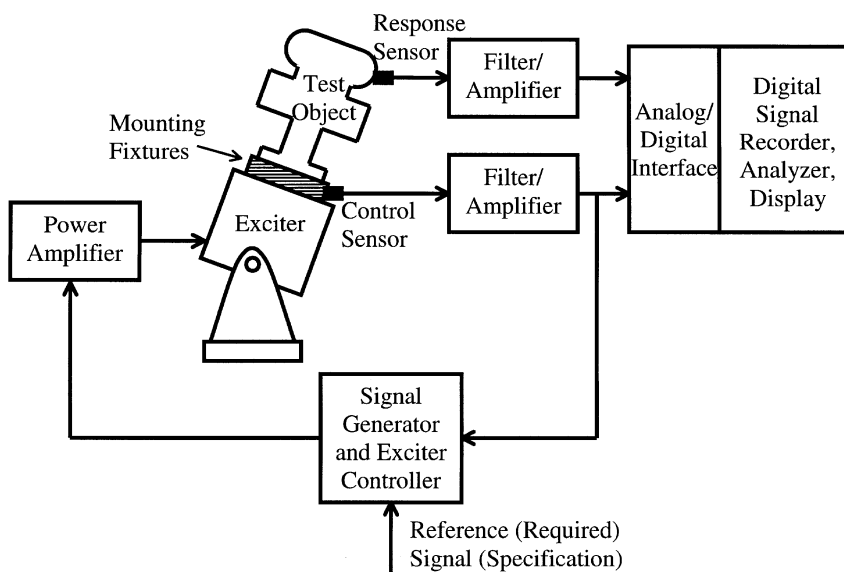 Response
Sensor
Test
Object
Mounting
Fixtures
Filter/
Amplifier
Analog/
Digital
Interface
Digital
Signal
Recorder,
Analyzer,
Display
Filter/
Amplifier
Control
Sensor
Exciter
Power
Amplifier
Signal
Generator
and Exciter
Controller
Reference (Required)
Signal (Specification)